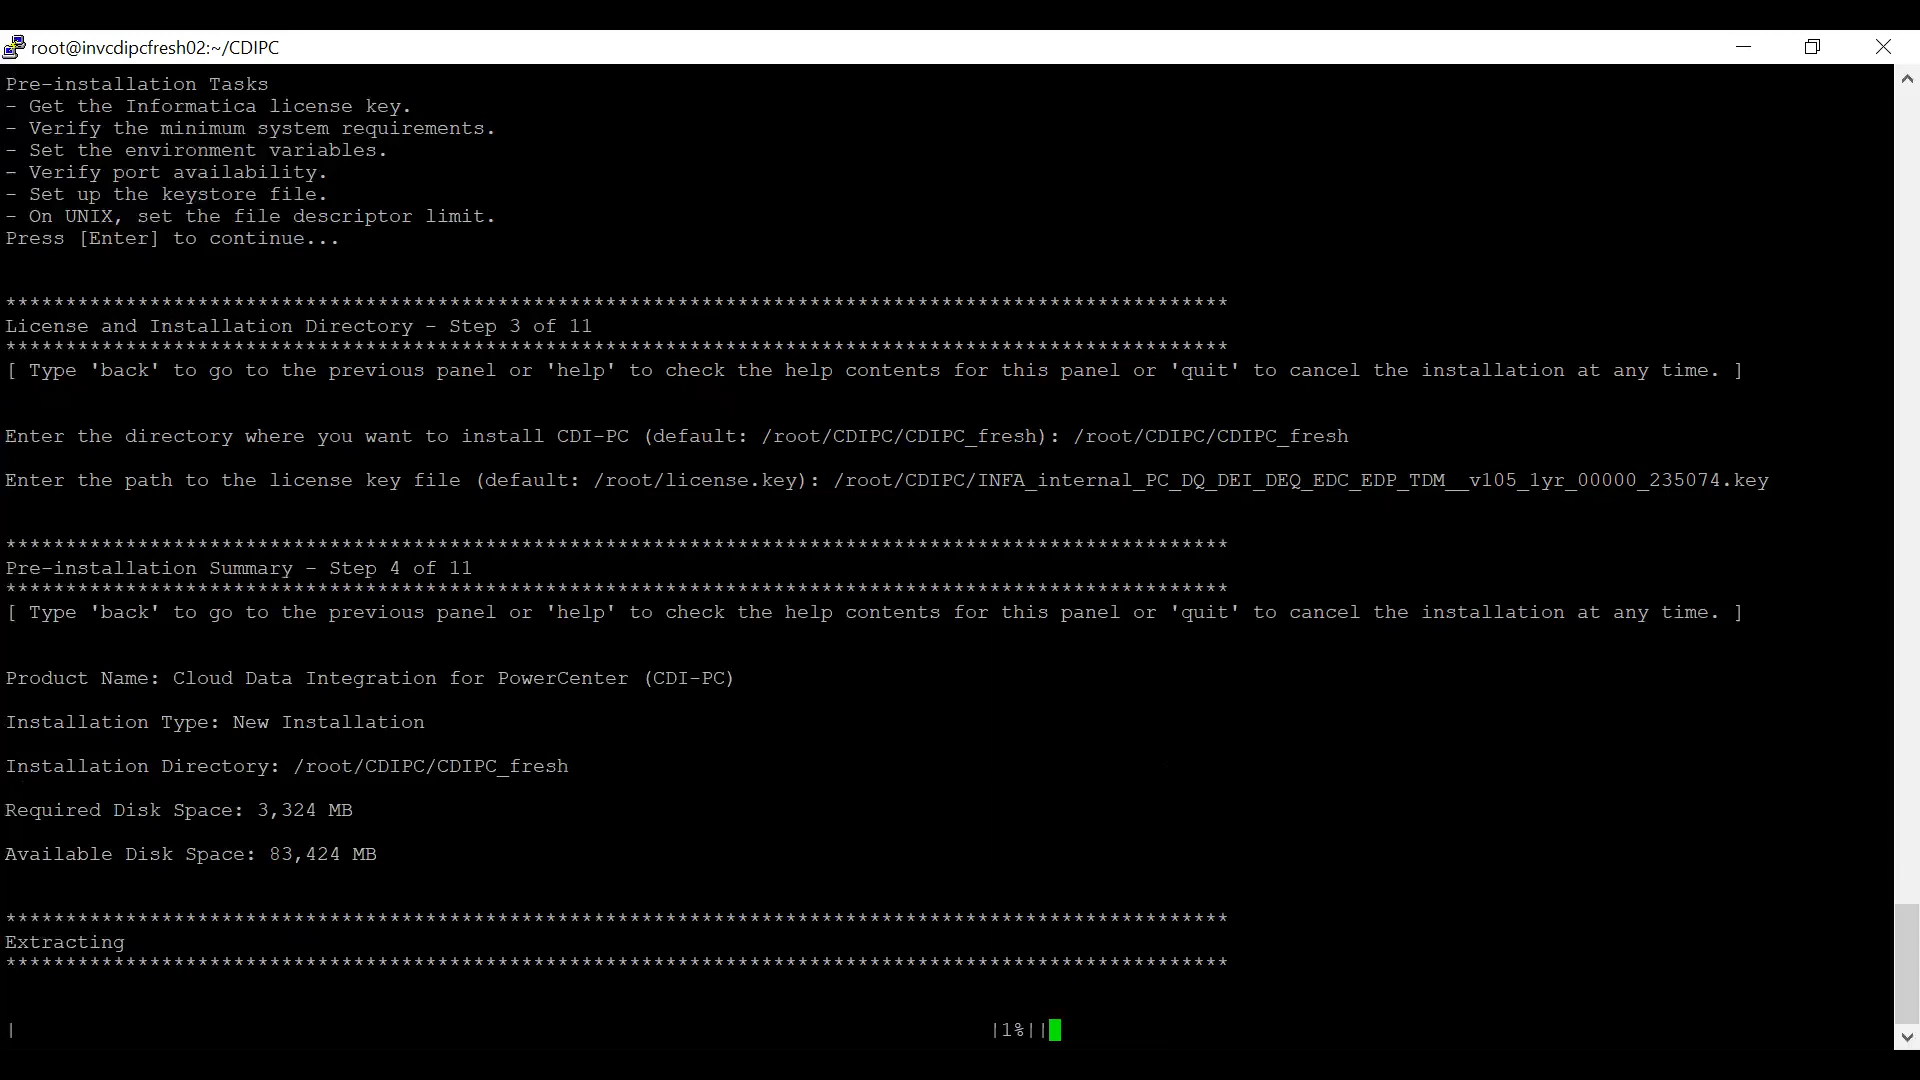 root@invcdipcfresh02:~/CDIPC
Pre-installation Tasks
- Get the Informatica license key.
- Verify the minimum system requirements.
- Set the environment variables.
- Verify port availability.
- Set up the keystore file.
- On UNIX, set the file descriptor limit.
Press [Enter] to continue...
******************************************************************************************************
License and Installation Directory - Step 3 of 11
******************************************************************************************************
[ Type 'back' to go to the previous panel or 'help' to check the help contents for this panel or 'quit' to cancel the installation at any time. ]
Enter the directory where you want to install CDI-PC (default: /root/CDIPC/CDIPC_fresh): /root/CDIPC/CDIPC_fresh
Enter the path to the license key file (default: /root/license.key): /root/CDIPC/INFA_internal_PC_DQ_DEI_DEQ_EDC_EDP_TDM__v105_1yr_00000_235074.key
******************************************************************************************************
Pre-installation Summary - Step 4 of 11
******************************************************************************************************
[ Type 'back' to go to the previous panel or 'help' to check the help contents for this panel or 'quit' to cancel the installation at any time. ]
Product Name: Cloud Data Integration for PowerCenter (CDI-PC)
Installation Type: New Installation
Installation Directory: /root/CDIPC/CDIPC_fresh
Required Disk Space: 3,324 MB
Available Disk Space: 83,424 MB
******************************************************************************************************
Extracting
******************************************************************************************************
| |1%||